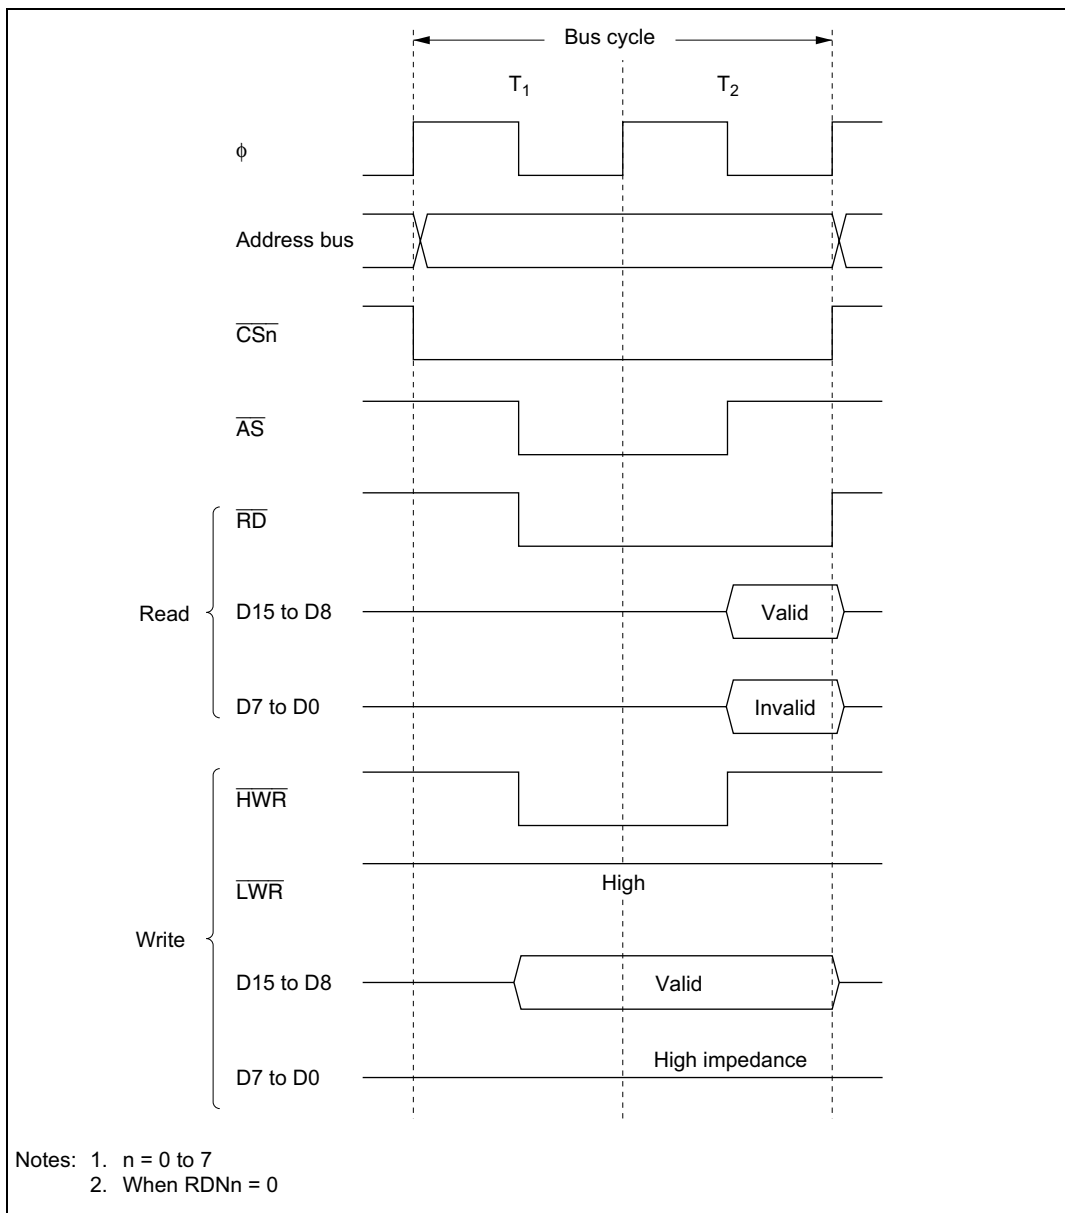 Bus cycle
T1 T2
ϕ
Address bus
CSn
AS
RD
Read
D15 to D8 Valid
D7 to D0 Invalid
HWR
LWR High
Write
D15 to D8 Valid
D7 to D0 High impedance
Notes: 1. n = 0 to 7
2. When RDNn = 0